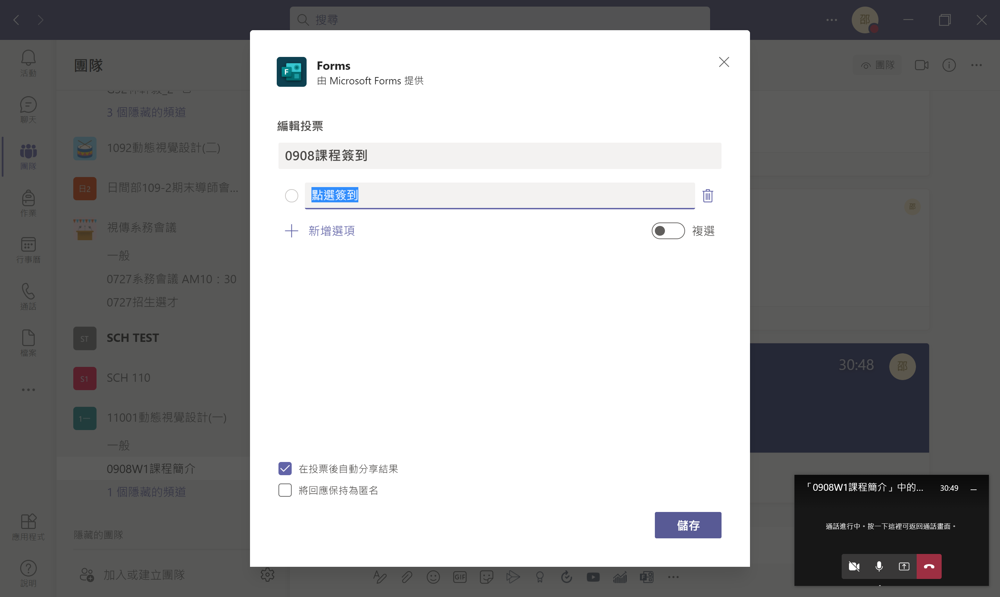 搜尋
邵
活動
聊天
團隊
作業
行事曆
通話
檔案
應用程式
說明
團隊
3 個隱藏的頻道
1092動態視覺設計(二)
日2
日間部109-2期末導師會...
視傳系務會議
一般
0727系務會議 AM10：30
0727招生選才
ST
SCH TEST
S1
SCH 110
1一
11001動態視覺設計(一)
一般
0908W1課程簡介
1 個隱藏的頻道
隱藏的團隊
加入或建立團隊
Forms
由 Microsoft Forms 提供
編輯投票
0908課程簽到
點選簽到
新增選項
複選
在投票後自動分享結果
將回應保持為匿名
儲存
團隊
邵
30:48
邵
「0908W1課程簡介」中的...
30:49
通話進行中。按一下這裡可返回通話畫面。
GIF